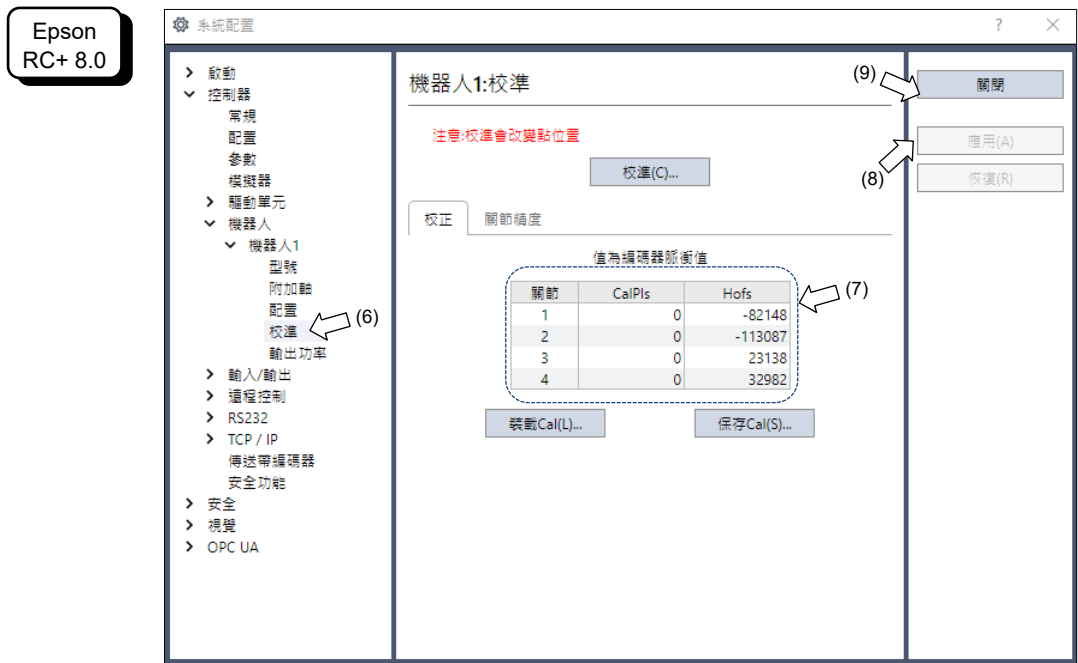 Epson
RC+ 8.0
系統配置
?
啟動
控制器
常規
配置
參數
模擬器
驅動單元
機器人
機器人1
型號
附加軸
配置
校準
(6)
輸出功率
輸入/輸出
遠程控制
RS232
TCP / IP
傳送帶編碼器
安全功能
安全
視覺
OPC UA
機器人1:校準
注意:校準會改變點位置
校準(C)...
校正 關節精度
值為編碼器脈衝值
(7)
關節 CalPls Hofs
1 0 -82148
2 0 -113087
3 0 23138
4 0 32982
裝載Cal(L)... 保存Cal(S)...
(9)
關閉
應用(A)
(8)
恢復(R)